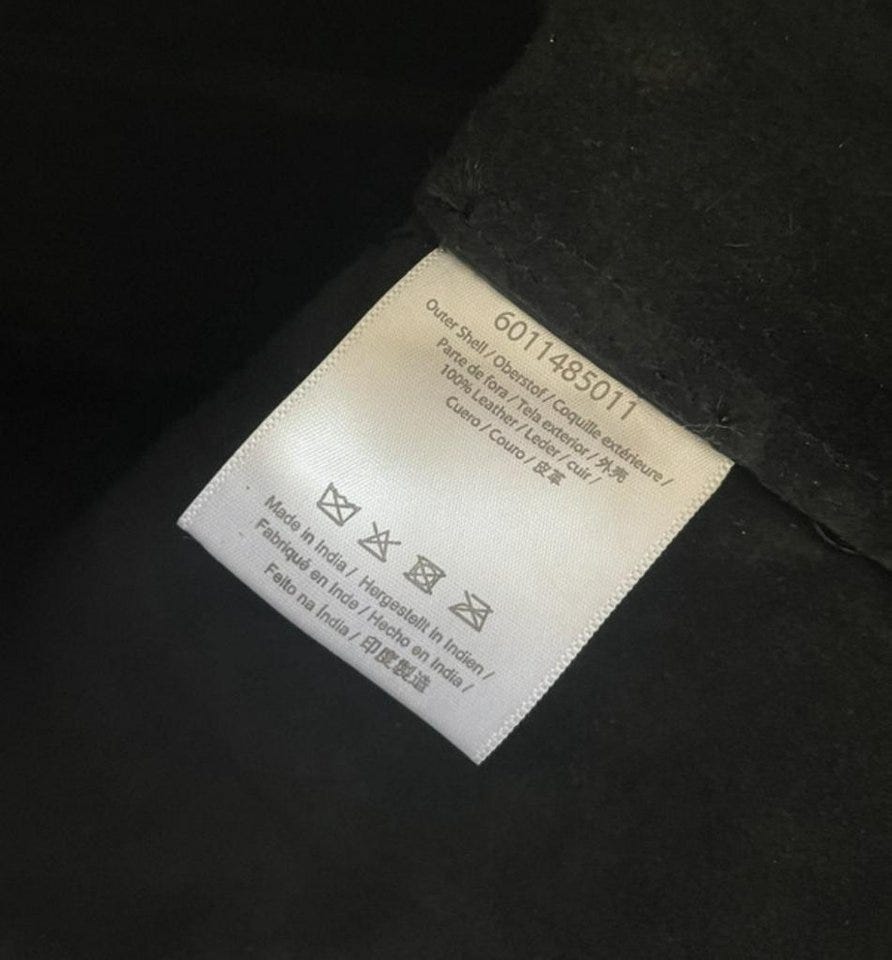 6011485011
Outer Shell / Oberstof / Coquille extérieure /
Parte de fora / Tela exterior / 外壳
100% Leather / Leder / cuir /
Cuero / Couro / 皮革
Made in India / Hergestellt in Indien /
Fabriqué en Inde / Hecho en India /
Feito na Índia / 印度製造